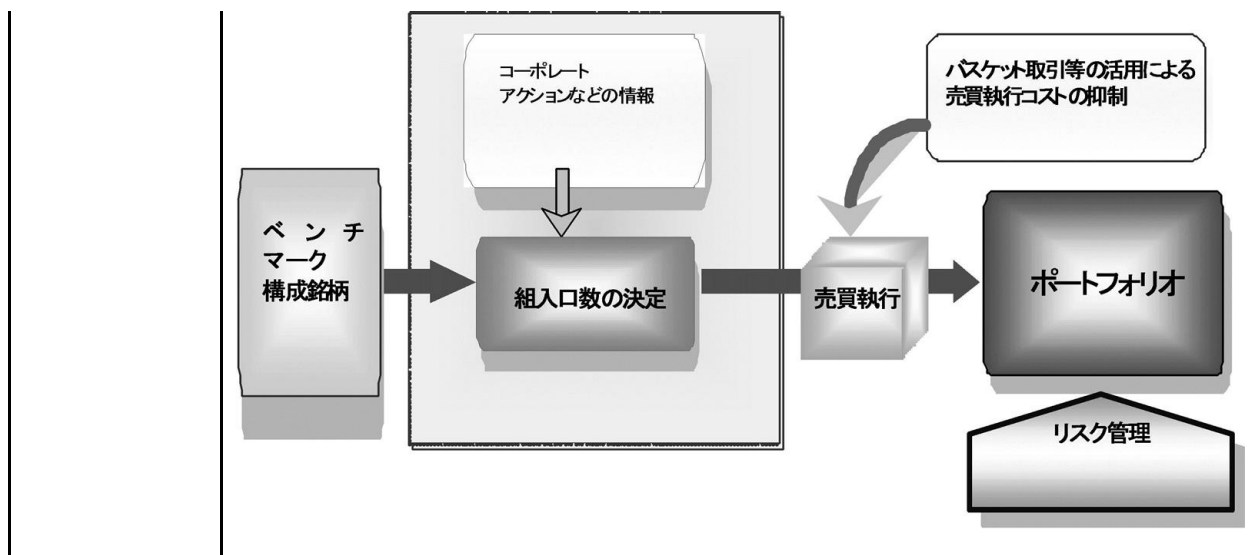 コーポレート
アクションなどの情報
バスケット取引等の活用による
売買執行コストの抑制
ベンチ
マーク
構成銘柄
組入口数の決定
売買執行
ポートフォリオ
リスク管理